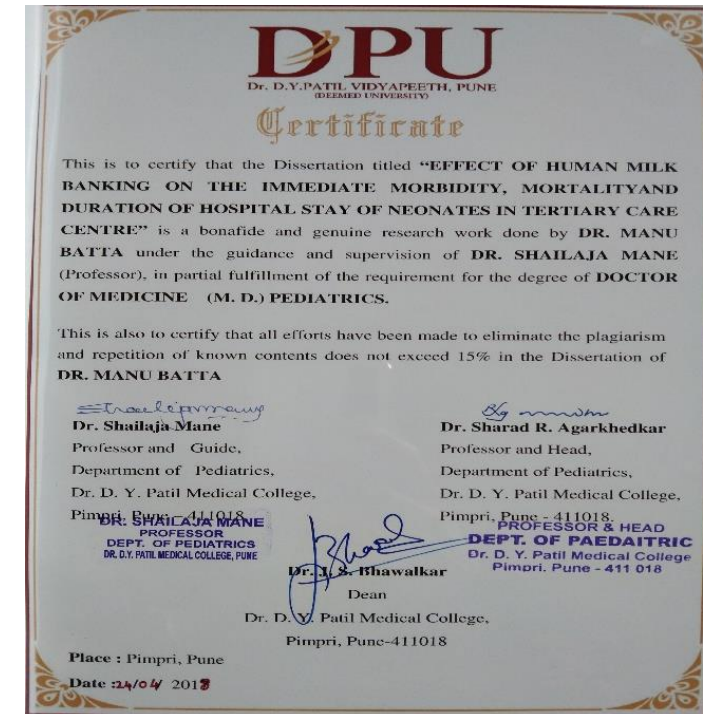 DPU
Dr. D.Y.PATIL VIDYAPEETH, PUNE
(DEEMED UNIVERSITY)
Certificate
This is to certify that the Dissertation titled “EFFECT OF HUMAN MILK
BANKING ON THE IMMEDIATE MORBIDITY, MORTALITYAND
DURATION OF HOSPITAL STAY OF NEONATES IN TERTIARY CARE
CENTRE” is a bonafide and genuine research work done by DR. MANU
BATTA under the guidance and supervision of DR. SHAILAJA MANE
(Professor), in partial fulfillment of the requirement for the degree of DOCTOR
OF MEDICINE (M. D.) PEDIATRICS.
This is also to certify that all efforts have been made to eliminate the plagiarism
and repetition of known contents does not exceed 15% in the Dissertation of
DR. MANU BATTA
Dr. Shailaja Mane
Professor and Guide,
Department of Pediatrics,
Dr. D. Y. Patil Medical College,
Pimpri, Pune - 411018
DR. SHAILAJA MANE
PROFESSOR
DEPT. OF PEDIATRICS
DR. D.Y. PATIL MEDICAL COLLEGE, PUNE
Dr. Sharad R. Agarkhedkar
Professor and Head,
Department of Pediatrics,
Dr. D. Y. Patil Medical College,
Pimpri, Pune - 411018.
PROFESSOR & HEAD
DEPT. OF PAEDAITRIC
Dr. D. Y. Patil Medical College
Pimpri. Pune - 411 018
Dr. J. S. Bhawalkar
Dean
Dr. D. Y. Patil Medical College,
Pimpri, Pune-411018
Place : Pimpri, Pune
Date :24/04/ 2018